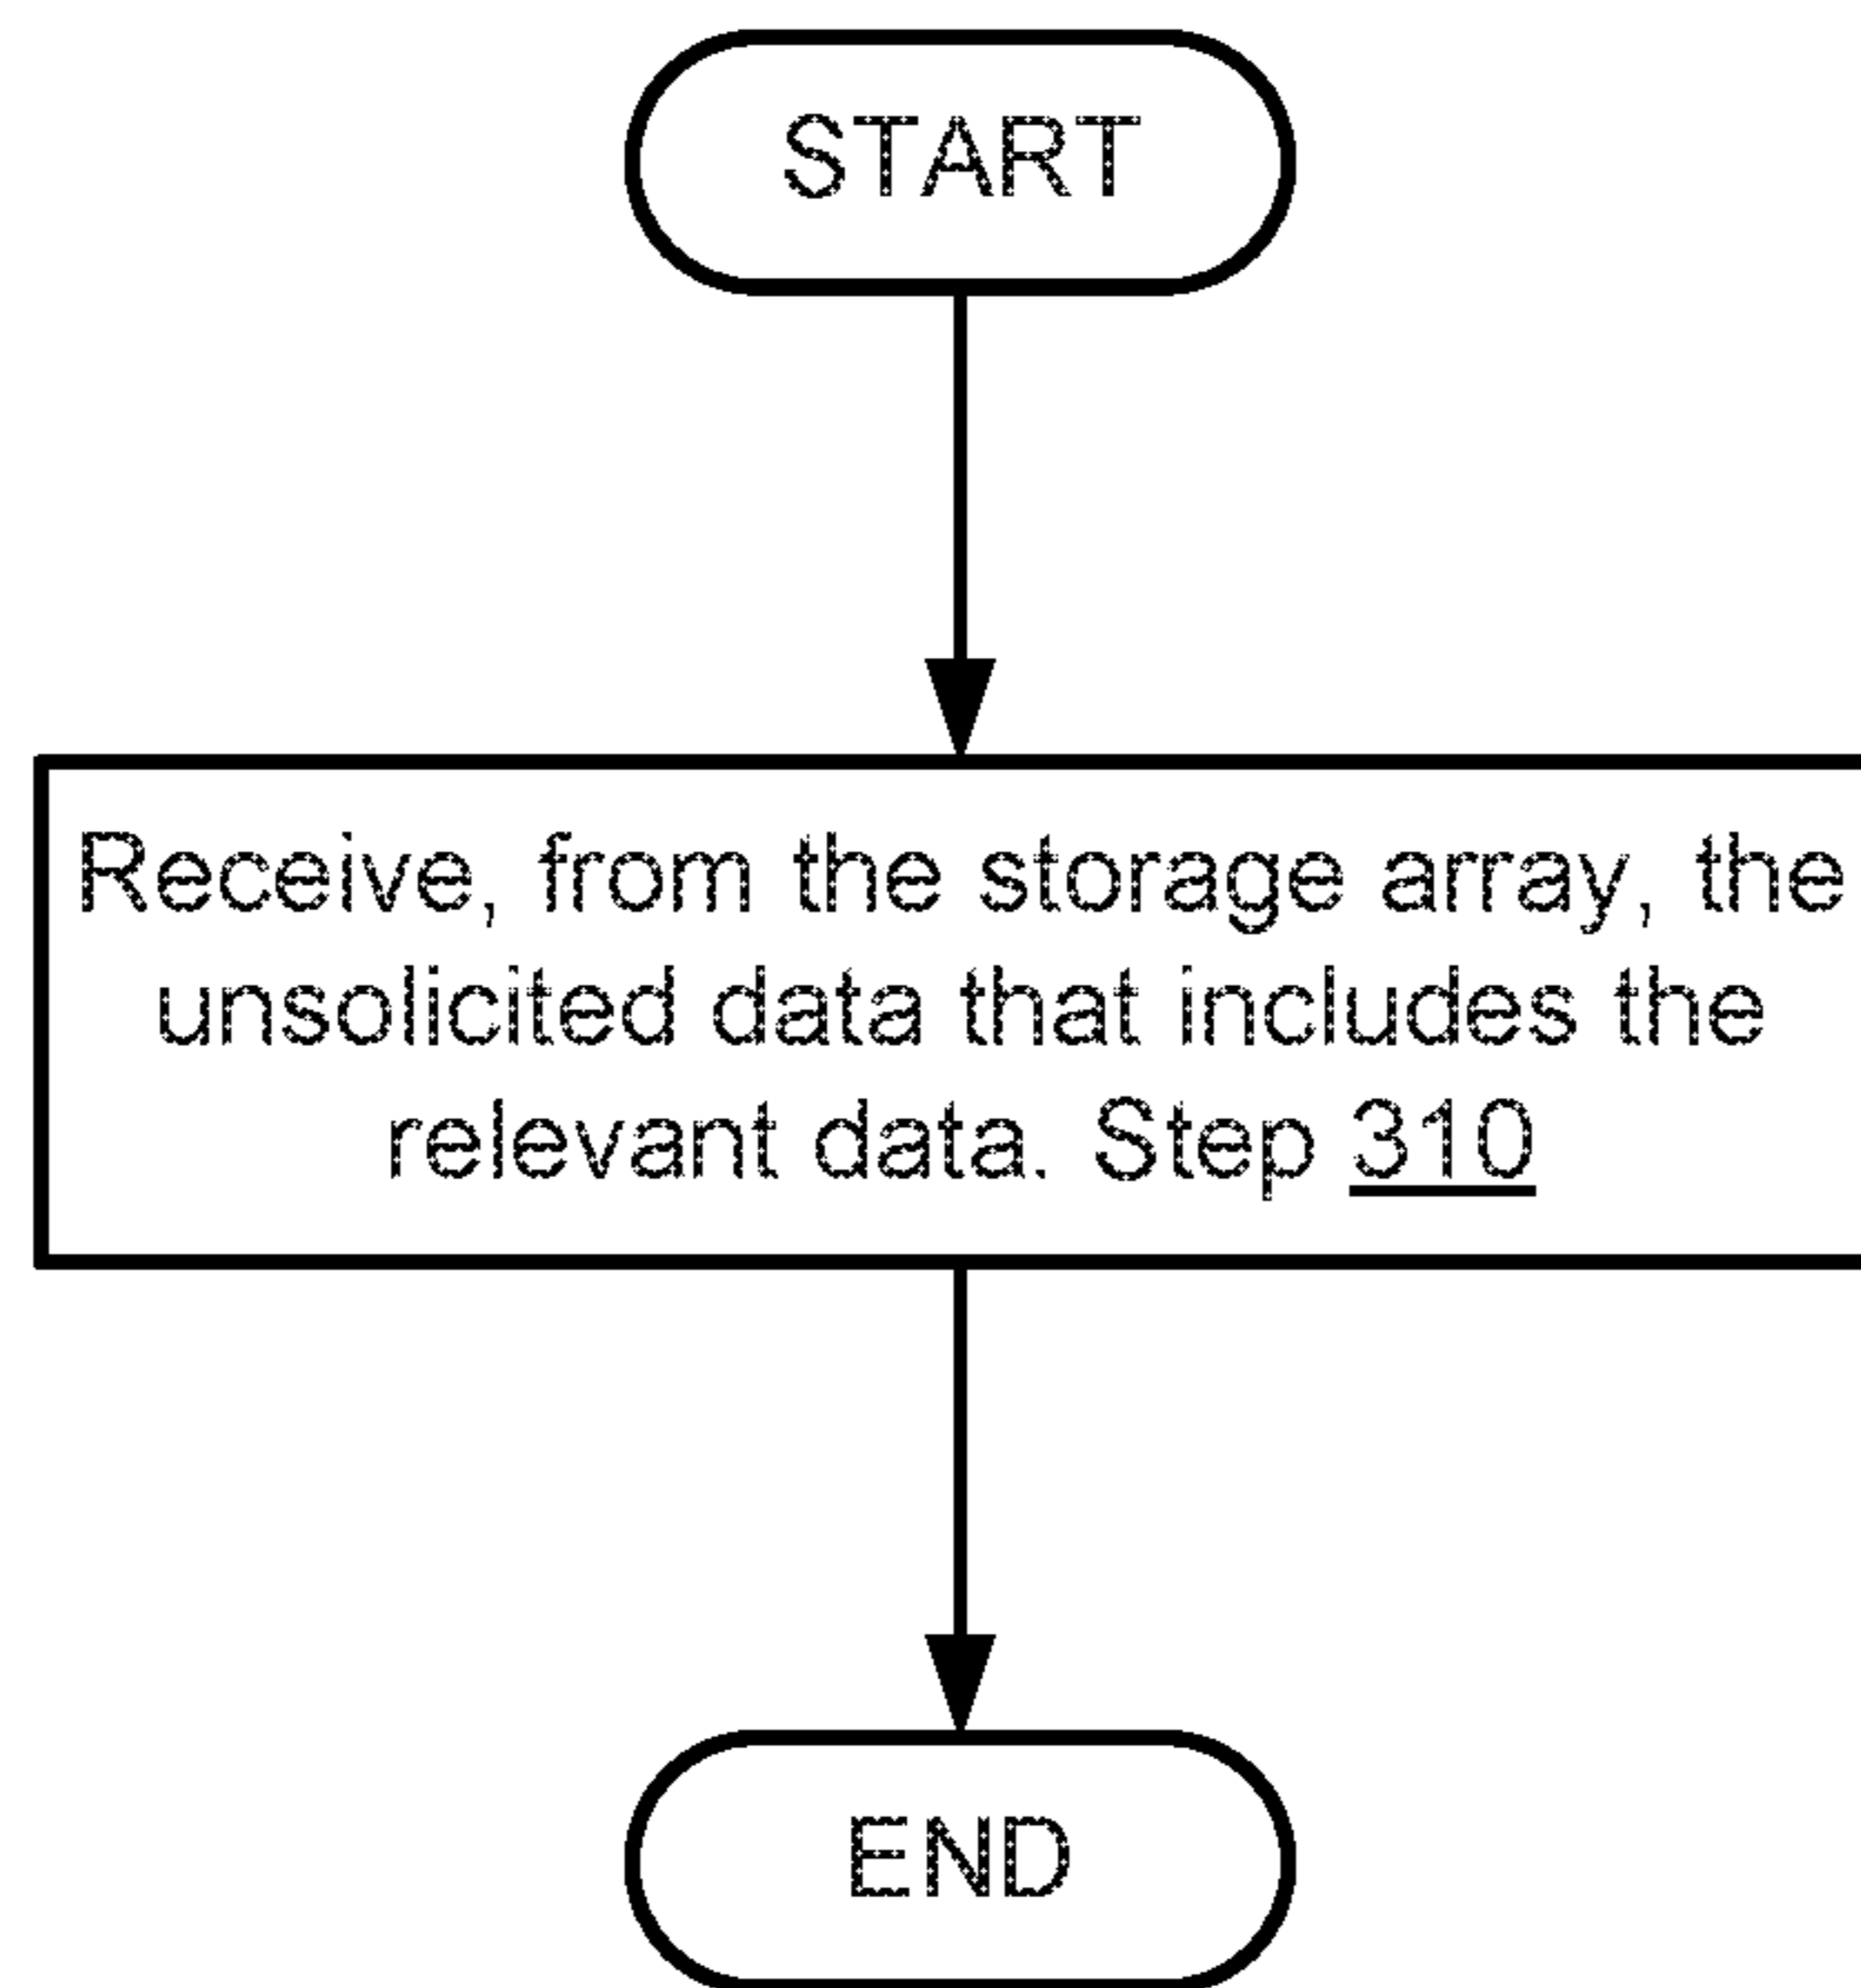 START
Receive, from the storage array, the
unsolicited data that includes the
relevant data. Step 310
END